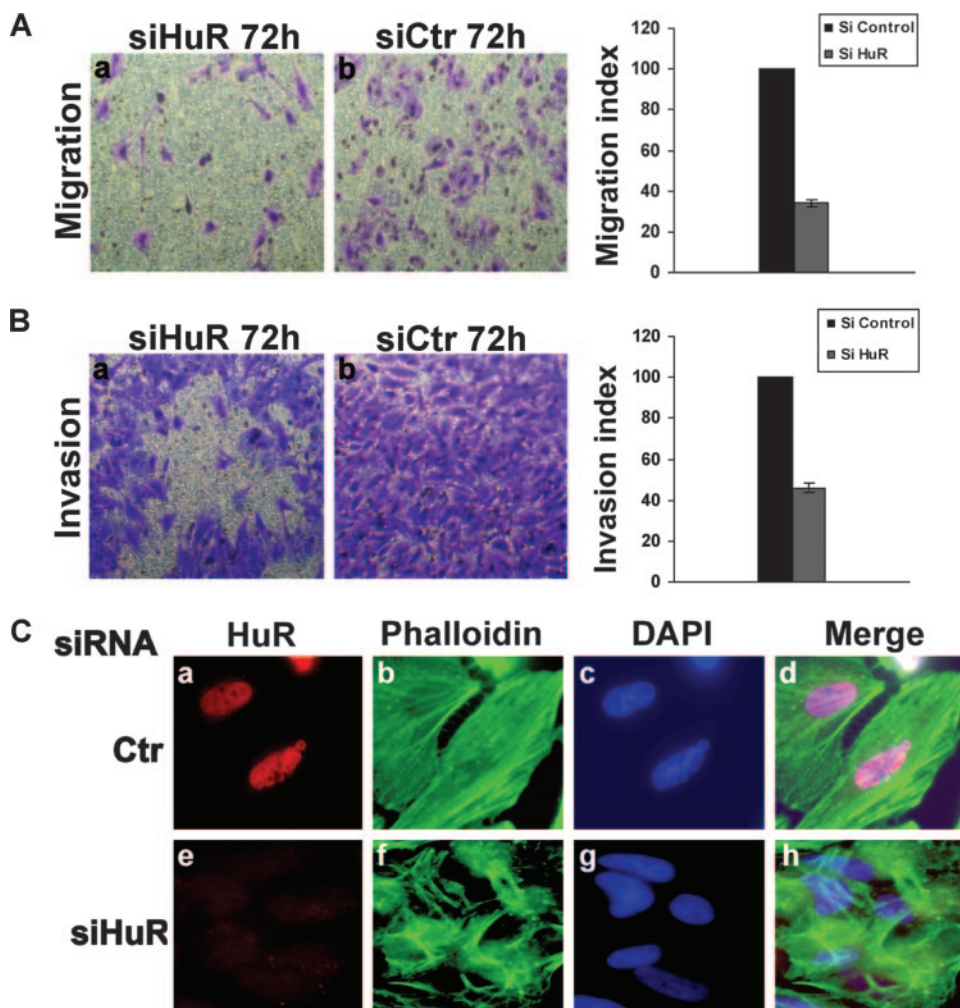 A
siHuR 72h
siCtr 72h
a
b
Migration
Migration index
120
100
80
60
40
20
0
Si Control
Si HuR
B
siHuR 72h
siCtr 72h
a
b
Invasion
Invasion index
120
100
80
60
40
20
0
Si Control
Si HuR
C
siRNA
HuR
Phalloidin
DAPI
Merge
Ctr
a
b
c
d
siHuR
e
f
g
h